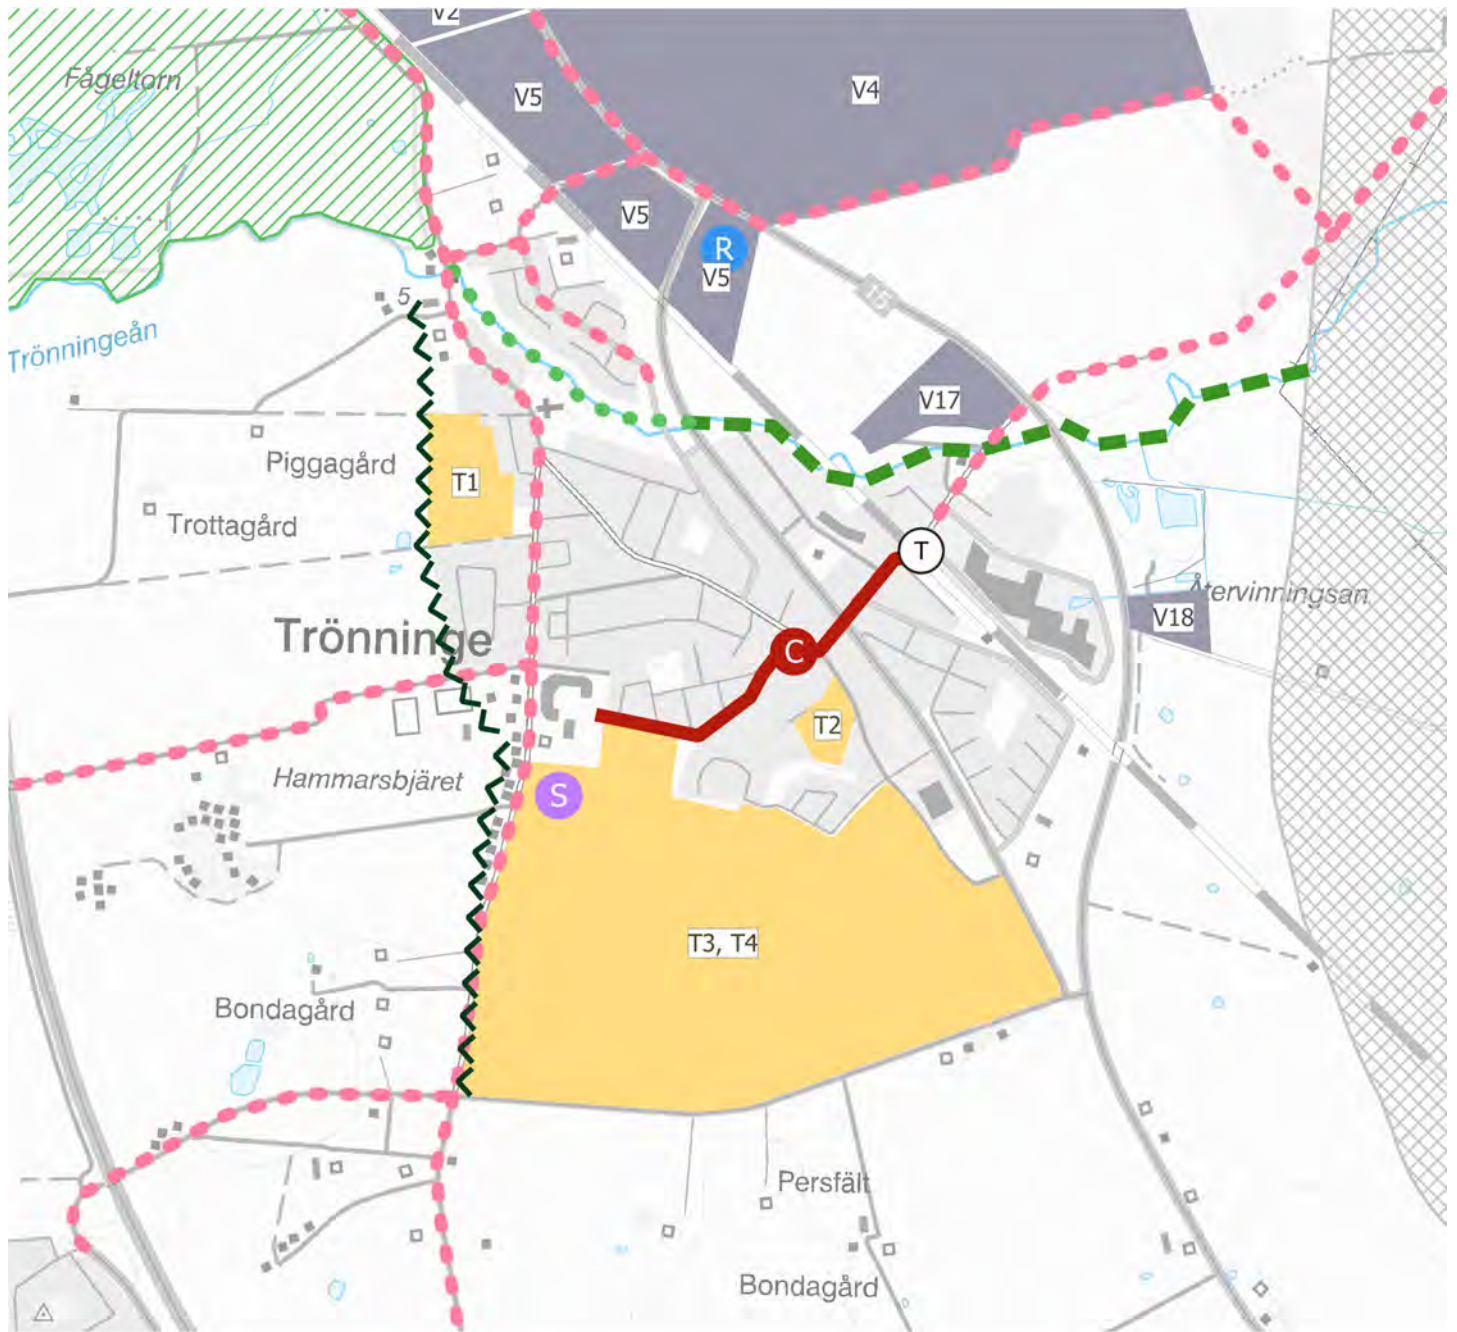 V2
Fågeltorn
V5
V4
V5
R
V5
5
15
Trönningeån
V17
Piggagård
T1
Trottagård
T
Återvinningsan
V18
Trönninge
C
T2
Hammarsbjäret
S
T3, T4
Bondagård
Persfält
Bondagård